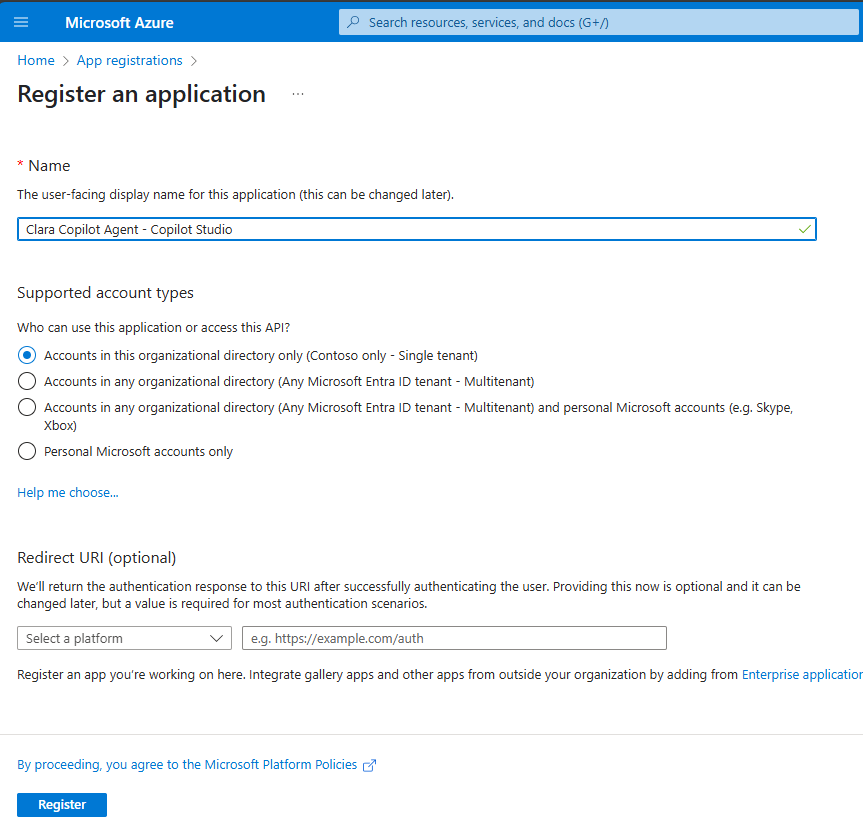 Microsoft Azure
Search resources, services, and docs (G+/)
Home > App registrations >
Register an application ...
* Name
The user-facing display name for this application (this can be changed later).
Clara Copilot Agent - Copilot Studio
Supported account types
Who can use this application or access this API?
Accounts in this organizational directory only (Contoso only - Single tenant)
Accounts in any organizational directory (Any Microsoft Entra ID tenant - Multitenant)
Accounts in any organizational directory (Any Microsoft Entra ID tenant - Multitenant) and personal Microsoft accounts (e.g. Skype,
Xbox)
Personal Microsoft accounts only
Help me choose...
Redirect URI (optional)
We'll return the authentication response to this URI after successfully authenticating the user. Providing this now is optional and it can be
changed later, but a value is required for most authentication scenarios.
Select a platform
e.g. https://example.com/auth
Register an app you're working on here. Integrate gallery apps and other apps from outside your organization by adding from Enterprise application
By proceeding, you agree to the Microsoft Platform Policies
Register